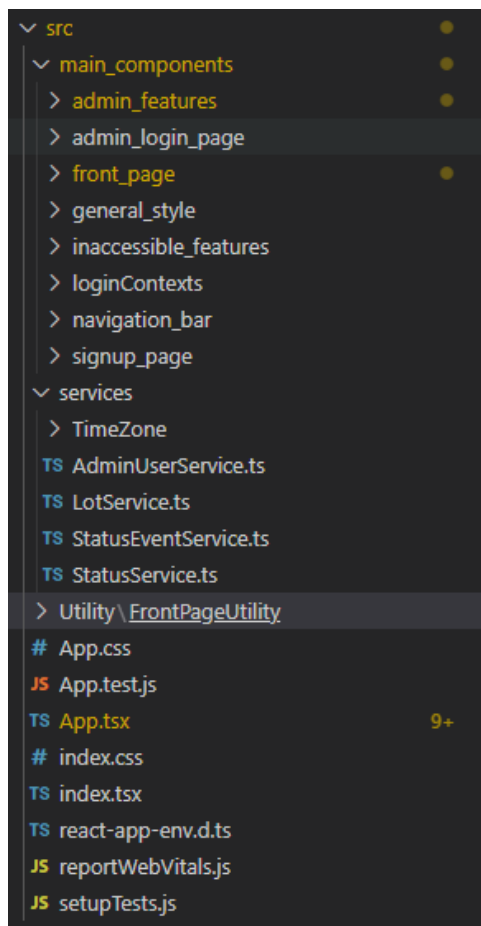 src
main_components
admin_features
admin_login_page
front_page
general_style
inaccessible_features
loginContexts
navigation_bar
signup_page
services
TimeZone
TS AdminUserService.ts
TS LotService.ts
TS StatusEventService.ts
TS StatusService.ts
Utility\FrontPageUtility
# App.css
JS App.test.js
TS App.tsx 9+
# index.css
TS index.tsx
TS react-app-env.d.ts
JS reportWebVitals.js
JS setupTests.js